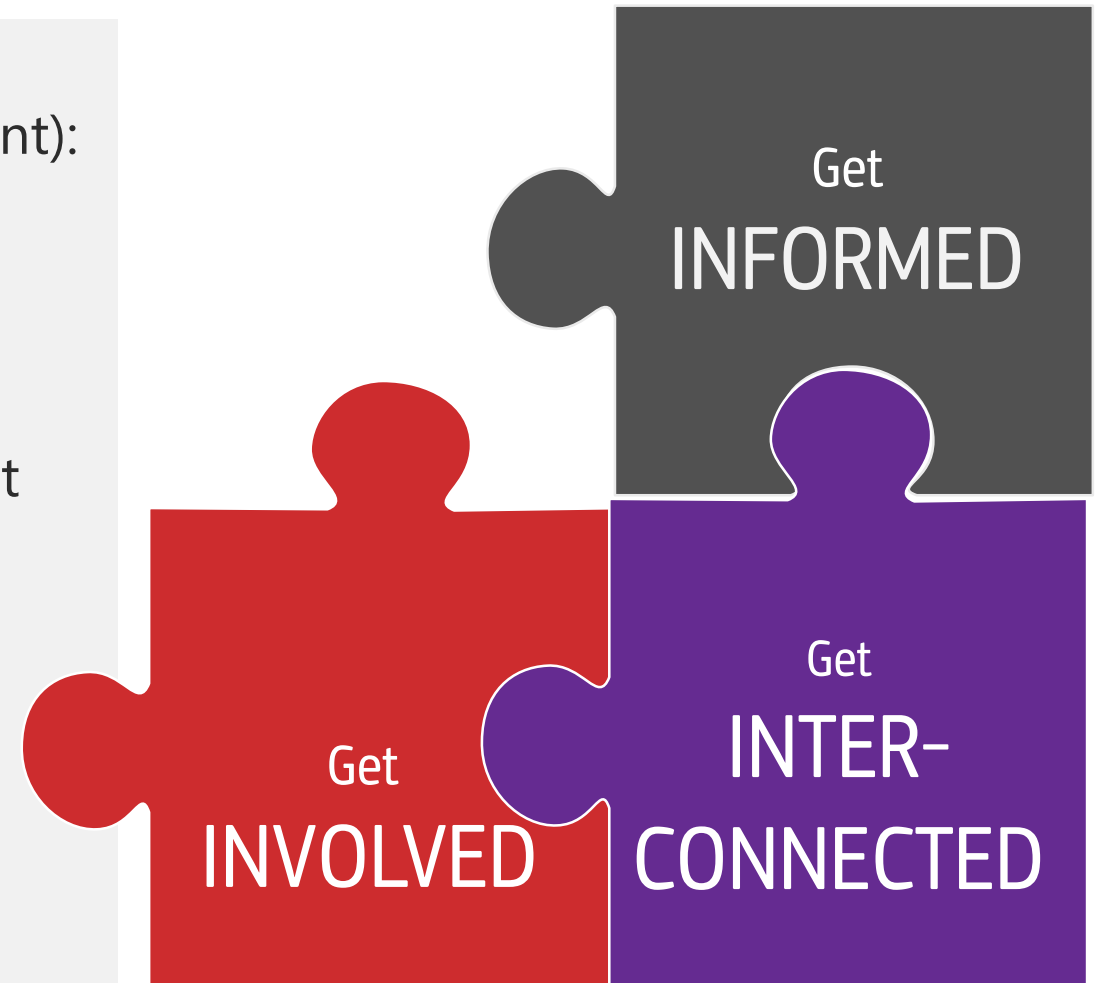 nt):
t
Get
INFORMED
Get
INVOLVED
Get
INTER-
CONNECTED